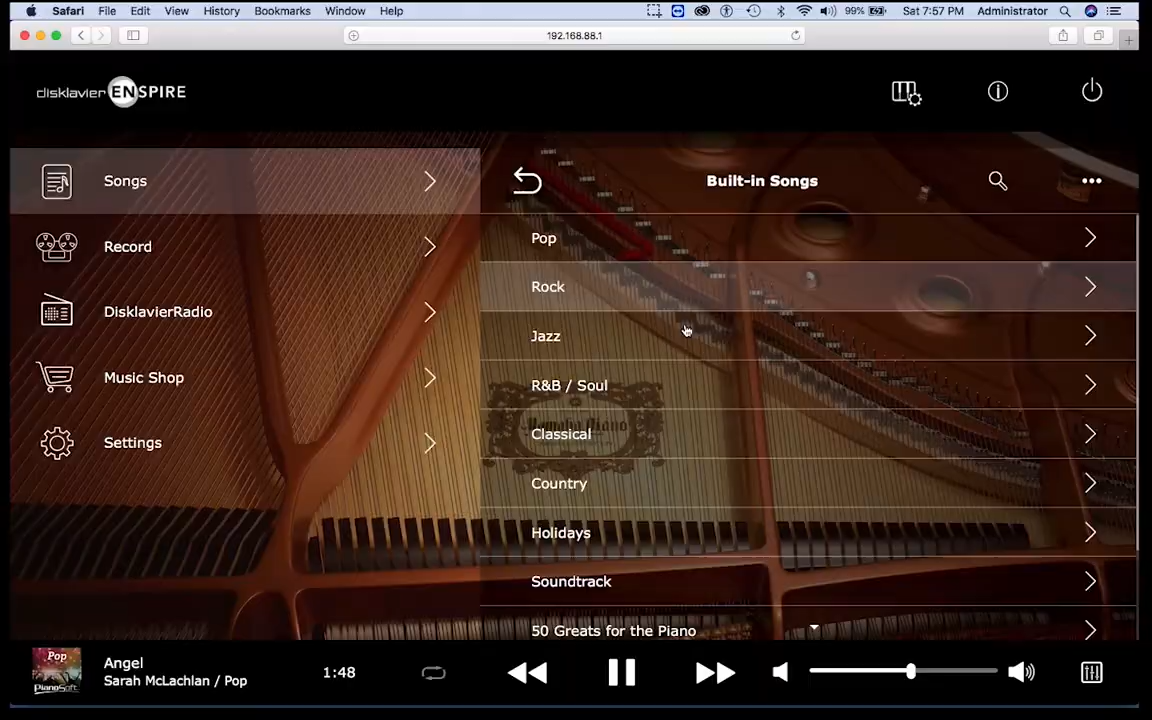 Safari File Edit View History Bookmarks Window Help 99% Sat 7:57 PM Administrator
192.168.88.1
disklavier ENSPIRE
Songs
Record
DisklavierRadio
Music Shop
Settings
Built-in Songs
Pop
Rock
Jazz
R&B / Soul
Classical
Country
Holidays
Soundtrack
50 Greats for the Piano
Pop
PianoSoft
Angel
Sarah McLachlan / Pop
1:48